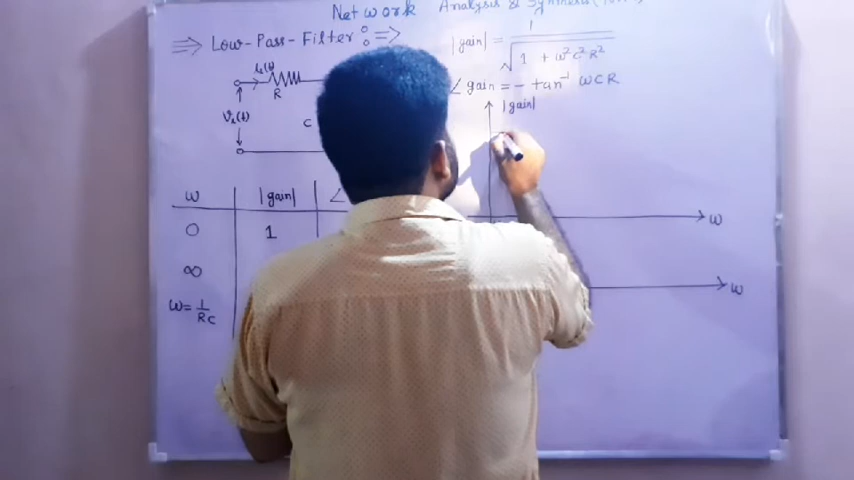 Network Analysis & Synthesis
⇒ Low-Pass-Filter : ⇒
|gain| = 1 / √(1 + ω²C²R²)
∠gain = - tan⁻¹ ωCR
R
C
|gain|
ω |gain| ∠
0 1
∞
ω = 1/RC
ω
ω